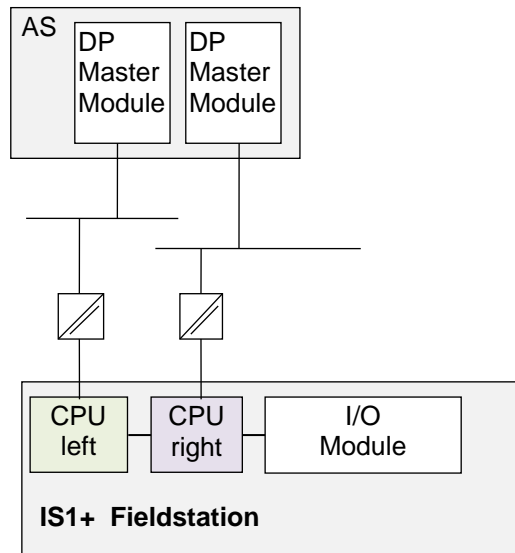 AS
DP
Master
Module
DP
Master
Module
CPU
left
CPU
right
I/O
Module
IS1+ Fieldstation